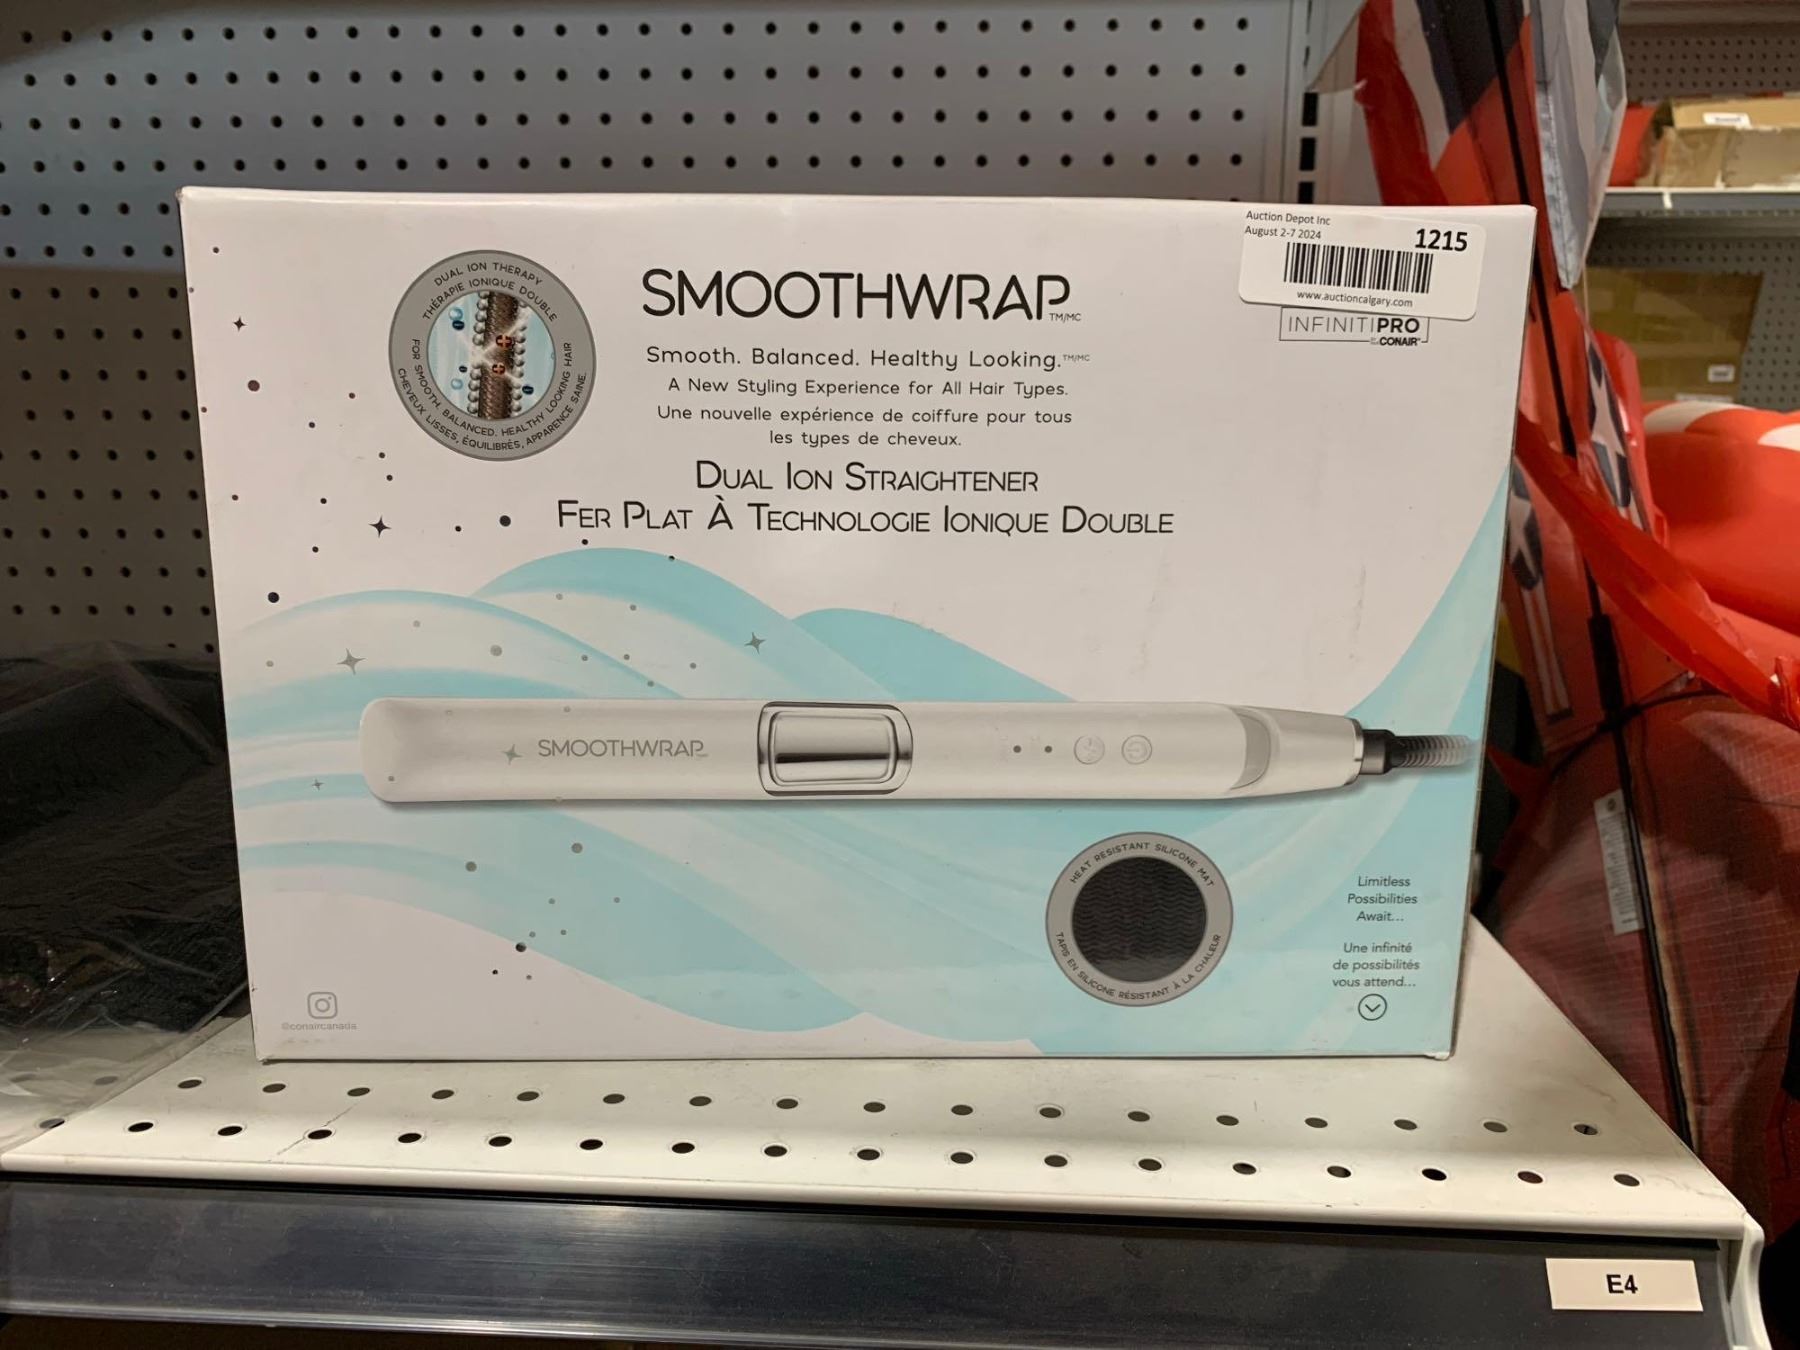 Auction Depot Inc
August 2-7 2024
1215
www.auctioncalgary.com
INFINITIPRO
BY CONAIR
DUAL ION THERAPY
THÉRAPIE IONIQUE DOUBLE
FOR SMOOTH, BALANCED, HEALTHY LOOKING HAIR
CHEVEUX LISSES, ÉQUILIBRÉS, APPARENCE SAINE.
SMOOTHWRAP TM/MC
Smooth. Balanced. Healthy Looking.TM/MC
A New Styling Experience for All Hair Types.
Une nouvelle expérience de coiffure pour tous
les types de cheveux.
DUAL ION STRAIGHTENER
FER PLAT À TECHNOLOGIE IONIQUE DOUBLE
SMOOTHWRAP
HEAT RESISTANT SILICONE MAT
TAPIS EN SILICONE RÉSISTANT À LA CHALEUR
Limitless
Possibilities
Await...
Une infinité
de possibilités
vous attend...
@conaircanada
E4